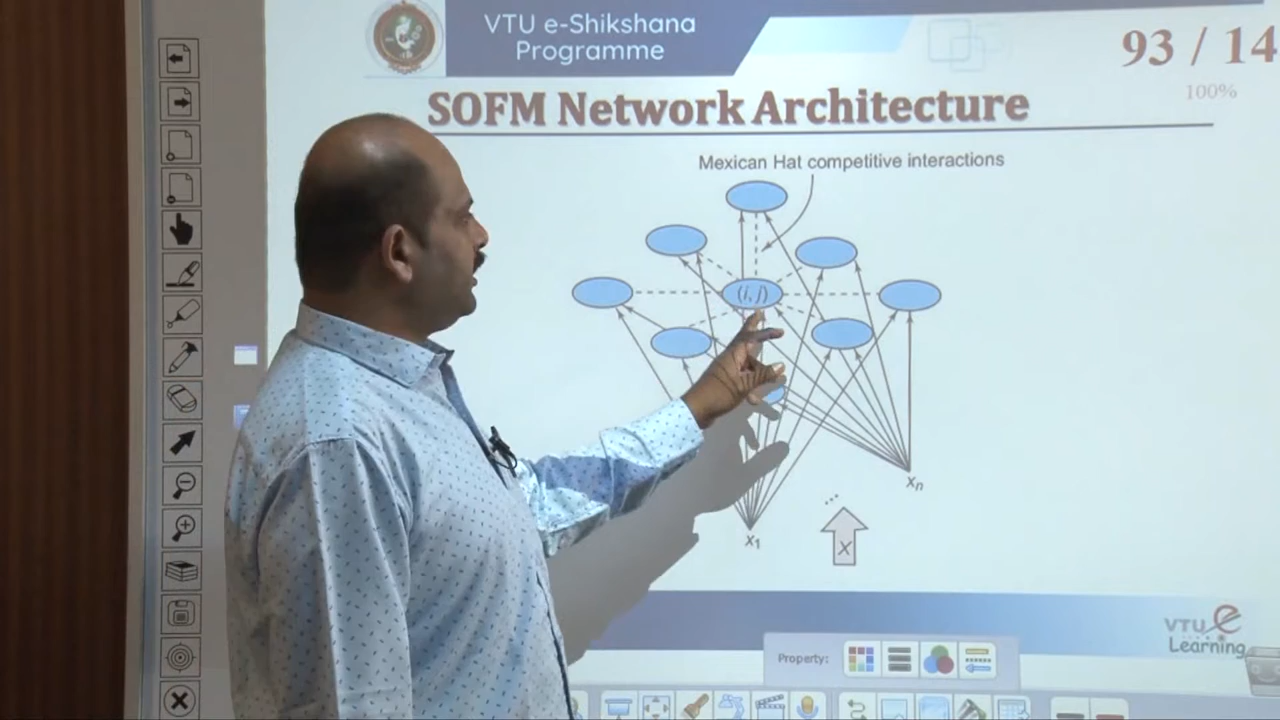 VTU e-Shikshana
Programme
93 / 14
100%
SOFM Network Architecture
Mexican Hat competitive interactions
(i, j)
xn
x1
X
VTU e
Learning
Property: